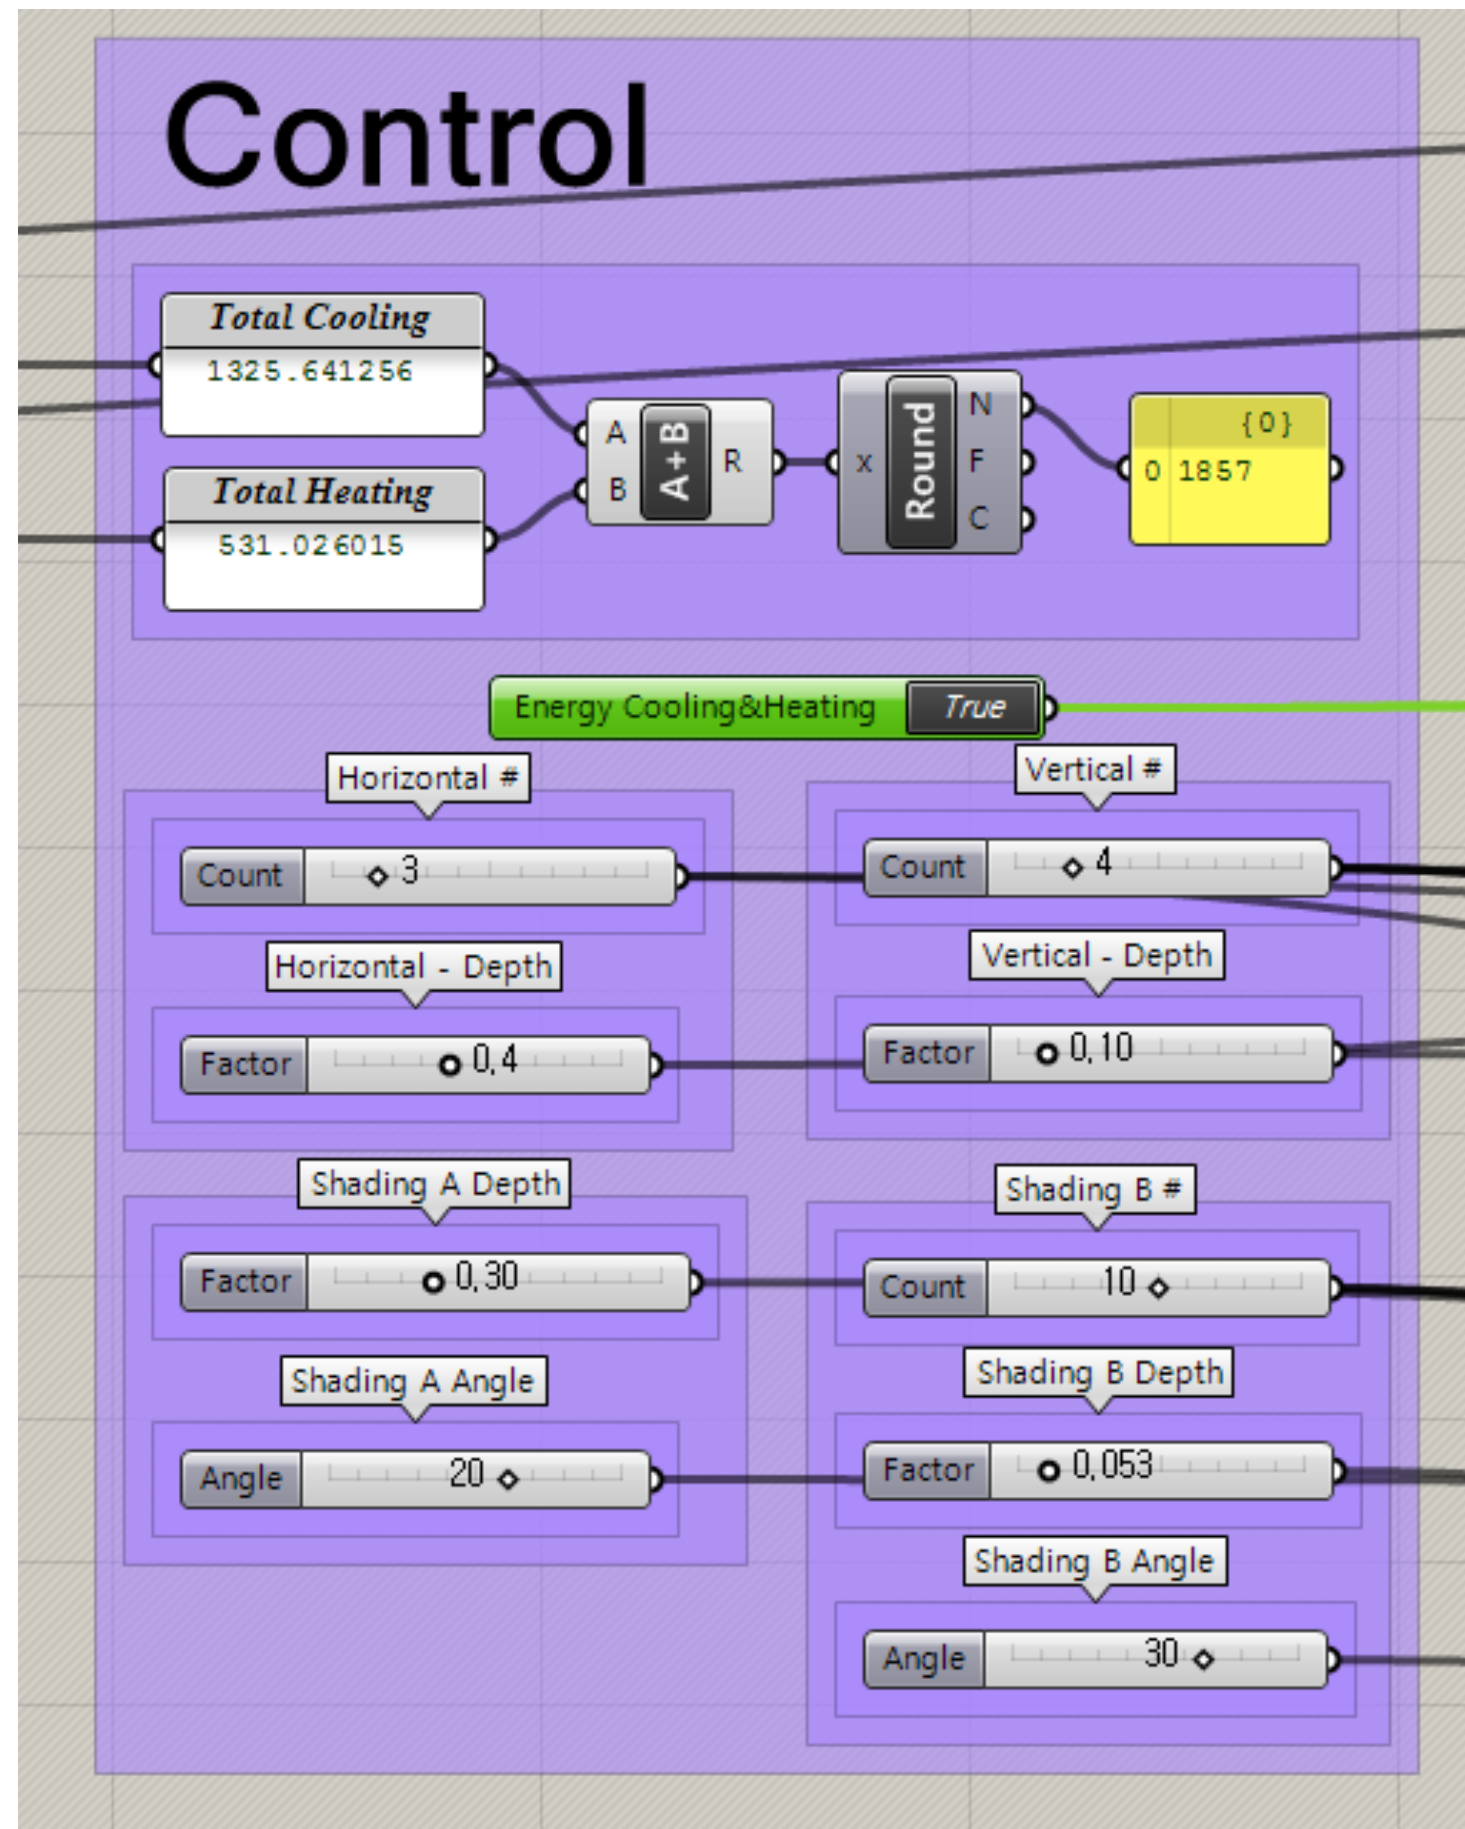 Control
Total Cooling
1325.641256
Total Heating
531.026015
A
B
A+B
R
x
Round
N
F
C
{0}
0 1857
Energy Cooling&Heating True
Horizontal #
Count 3
Horizontal - Depth
Factor 0,4
Vertical #
Count 4
Vertical - Depth
Factor 0,10
Shading A Depth
Factor 0,30
Shading A Angle
Angle 20
Shading B #
Count 10
Shading B Depth
Factor 0,053
Shading B Angle
Angle 30